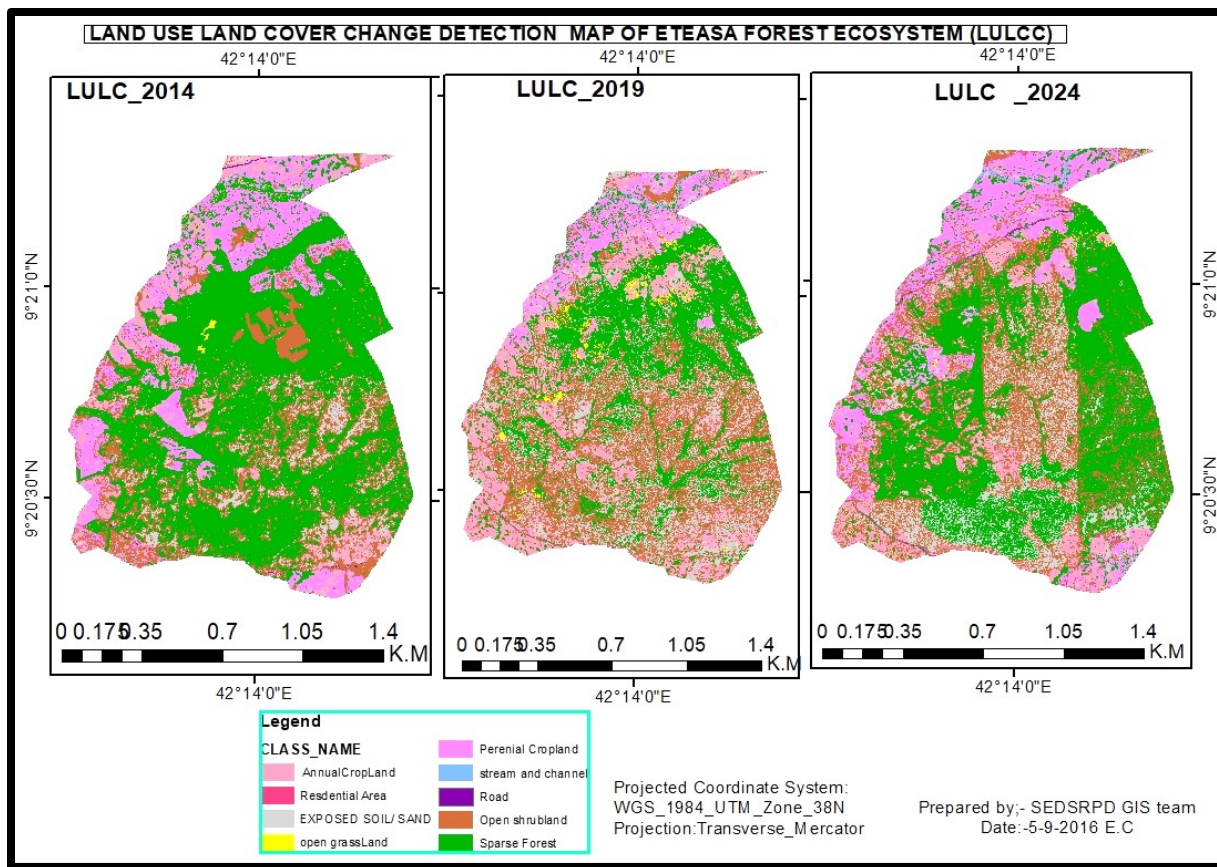 LAND USE LAND COVER CHANGE DETECTION MAP OF ETEASA FOREST ECOSYSTEM (LULCC)
42°14'0"E 42°14'0"E 42°14'0"E
LULC_2014
LULC_2019
LULC _2024
9°21'0"N
9°20'30"N
9°21'0"N
9°20'30"N
0 0.175 0.35 0.7 1.05 1.4
K.M
0 0.175 0.35 0.7 1.05 1.4
K.M
0 0.175 0.35 0.7 1.05 1.4
K.M
42°14'0"E 42°14'0"E 42°14'0"E
Legend
CLASS_NAME
AnnualCropLand
Resdential Area
EXPOSED SOIL/ SAND
open grassLand
Perenial Cropland
stream and channel
Road
Open shrubland
Sparse Forest
Projected Coordinate System:
WGS_1984_UTM_Zone_38N
Projection:Transverse_Mercator
Prepared by;- SEDSRPD GIS team
Date:-5-9-2016 E.C